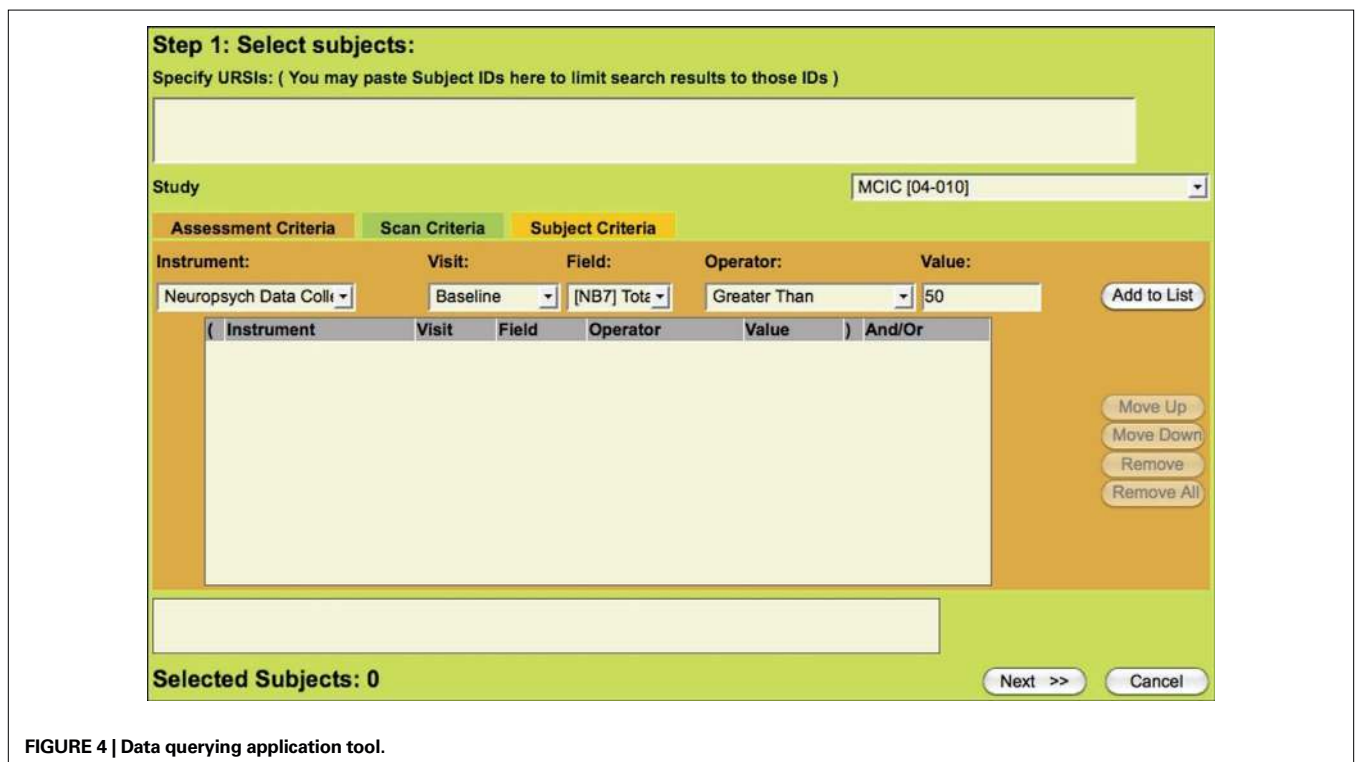 Step 1: Select subjects:
Specify URSIs: ( You may paste Subject IDs here to limit search results to those IDs )
Study MCIC [04-010]
Assessment Criteria Scan Criteria Subject Criteria
Instrument: Visit: Field: Operator: Value:
Neuropsych Data Colle Baseline [NB7] Tota Greater Than 50 Add to List
( Instrument Visit Field Operator Value ) And/Or
Move Up
Move Down
Remove
Remove All
Selected Subjects: 0 Next >> Cancel
FIGURE 4 | Data querying application tool.